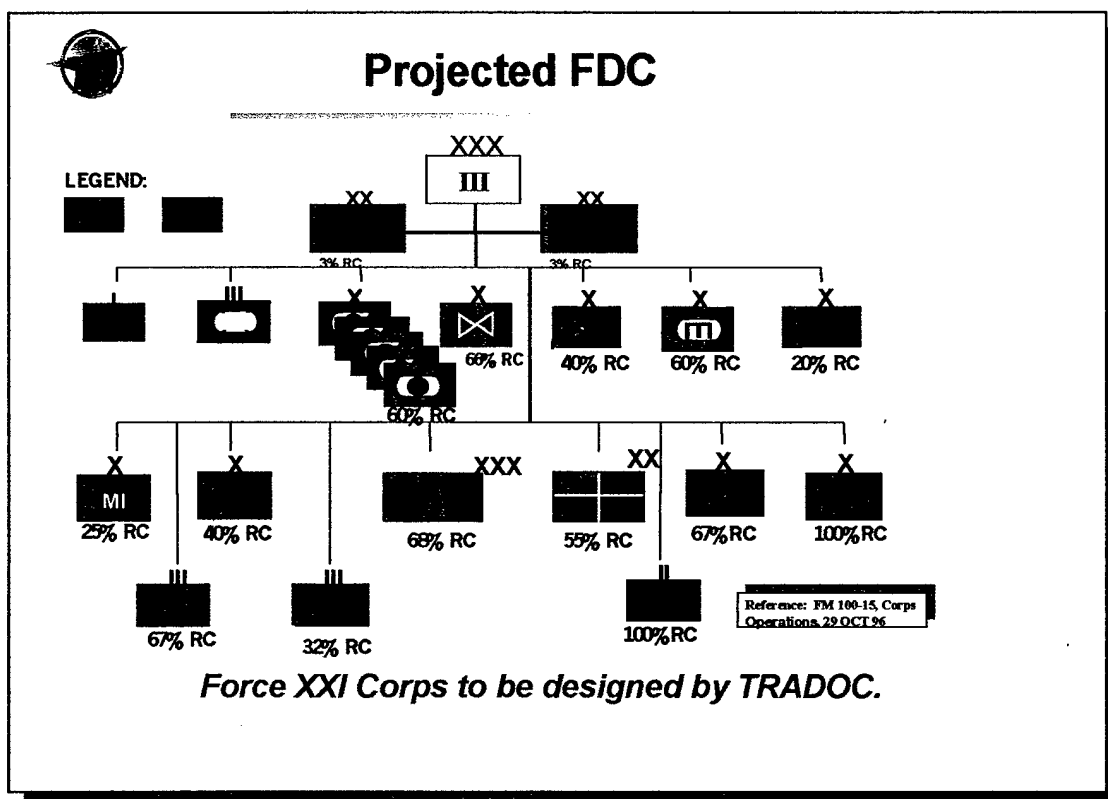 Projected FDC
XXX
III
LEGEND:
XX
XX
3% RC
3% RC
I
III
X
X
X
X
X
66% RC
40% RC
60% RC
20% RC
60% RC
X
X
XXX
XX
X
X
MI
25% RC
40% RC
68% RC
55% RC
67% RC
100% RC
III
III
II
67% RC
32% RC
100% RC
Reference: FM 100-15, Corps
Operations, 29 OCT 96
Force XXI Corps to be designed by TRADOC.